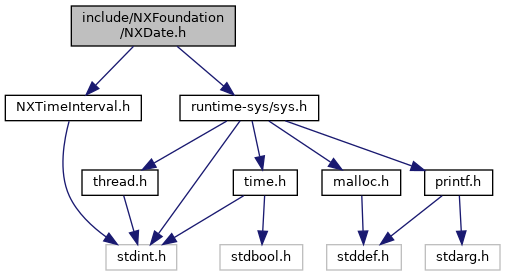 include/NXFoundation
/NXDate.h
NXTimeInterval.h
runtime-sys/sys.h
thread.h
time.h
malloc.h
printf.h
stdint.h
stdbool.h
stddef.h
stdarg.h